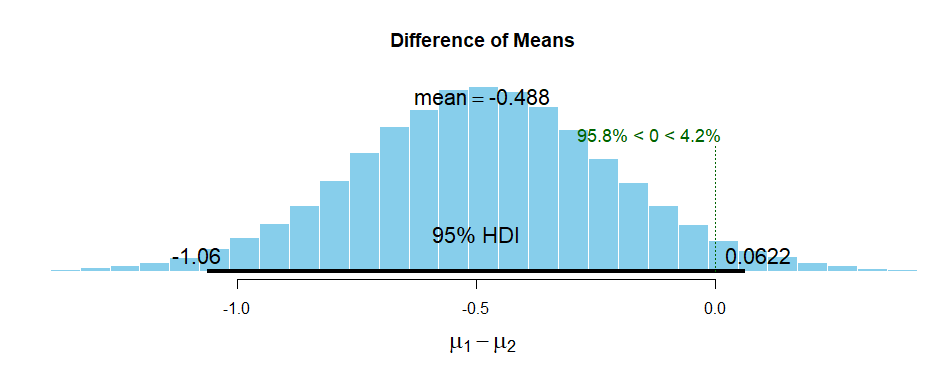 Difference of Means
mean = -0.488
95.8% < 0 < 4.2%
95% HDI
-1.06
0.0622
-1.0
-0.5
0.0
μ₁ − μ₂